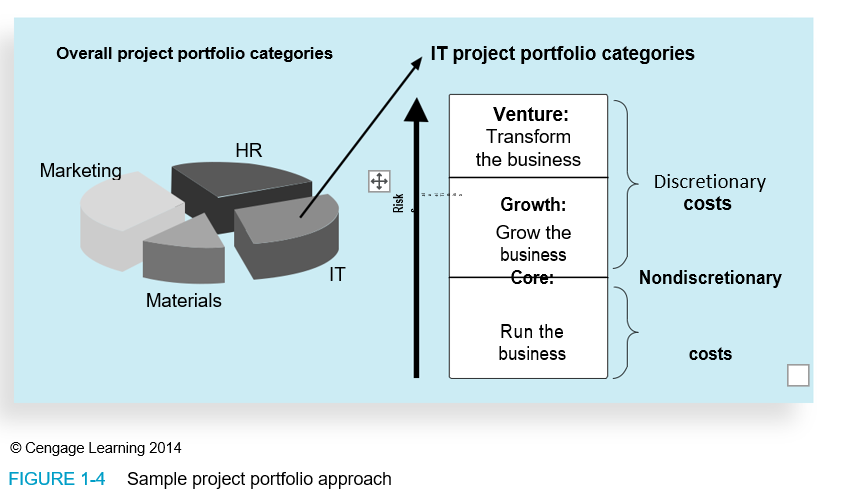 Overall project portfolio categories
IT project portfolio categories
Marketing
HR
IT
Materials
Risk
Venture:
Transform
the business
Growth:
Grow the
business
Core:
Run the
business
Discretionary
costs
Nondiscretionary
costs
© Cengage Learning 2014
FIGURE 1-4 Sample project portfolio approach